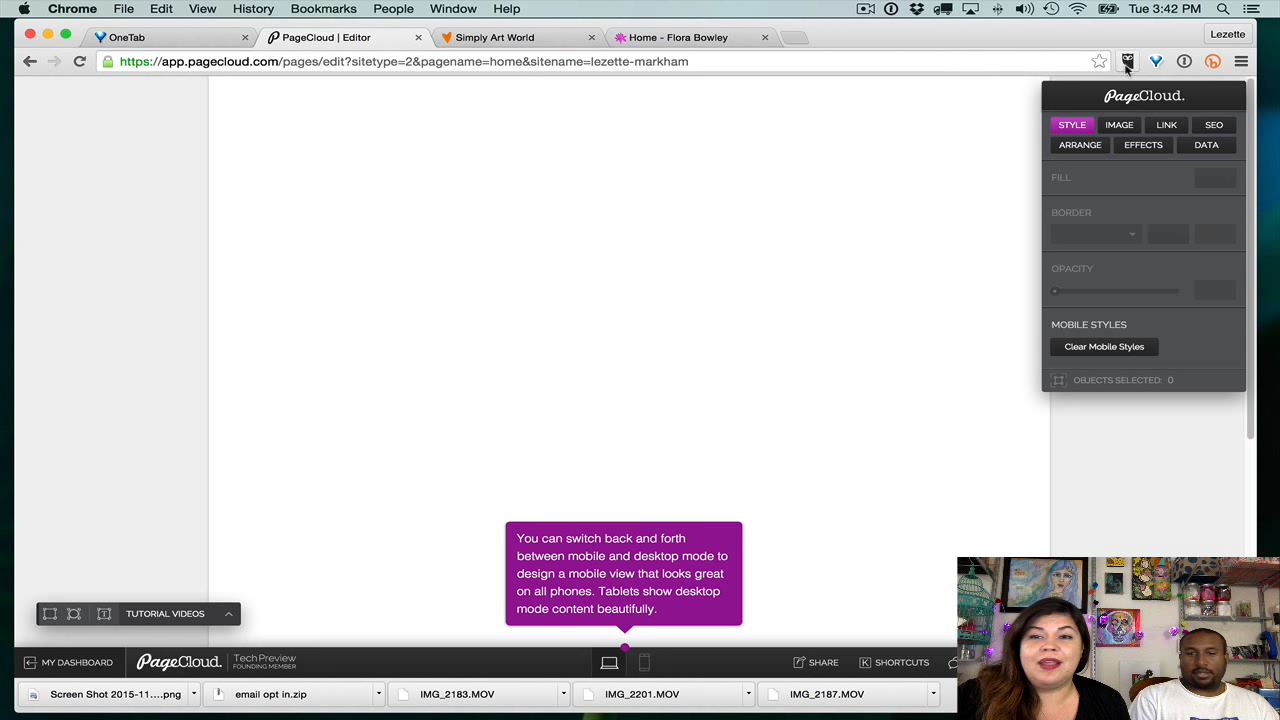 Chrome File Edit View History Bookmarks People Window Help Tue 3:42 PM
OneTab PageCloud | Editor Simply Art World Home - Flora Bowley Lezette
https://app.pagecloud.com/pages/edit?sitetype=2&pagename=home&sitename=lezette-markham
PageCloud.
STYLE IMAGE LINK SEO
ARRANGE EFFECTS DATA
FILL
BORDER
OPACITY
MOBILE STYLES
Clear Mobile Styles
OBJECTS SELECTED: 0
You can switch back and forth
between mobile and desktop mode to
design a mobile view that looks great
on all phones. Tablets show desktop
mode content beautifully.
T TUTORIAL VIDEOS
MY DASHBOARD PageCloud. Tech Preview SHARE K SHORTCUTS
FOUNDING MEMBER
Screen Shot 2015-11....png email opt in.zip IMG_2183.MOV IMG_2201.MOV IMG_2187.MOV